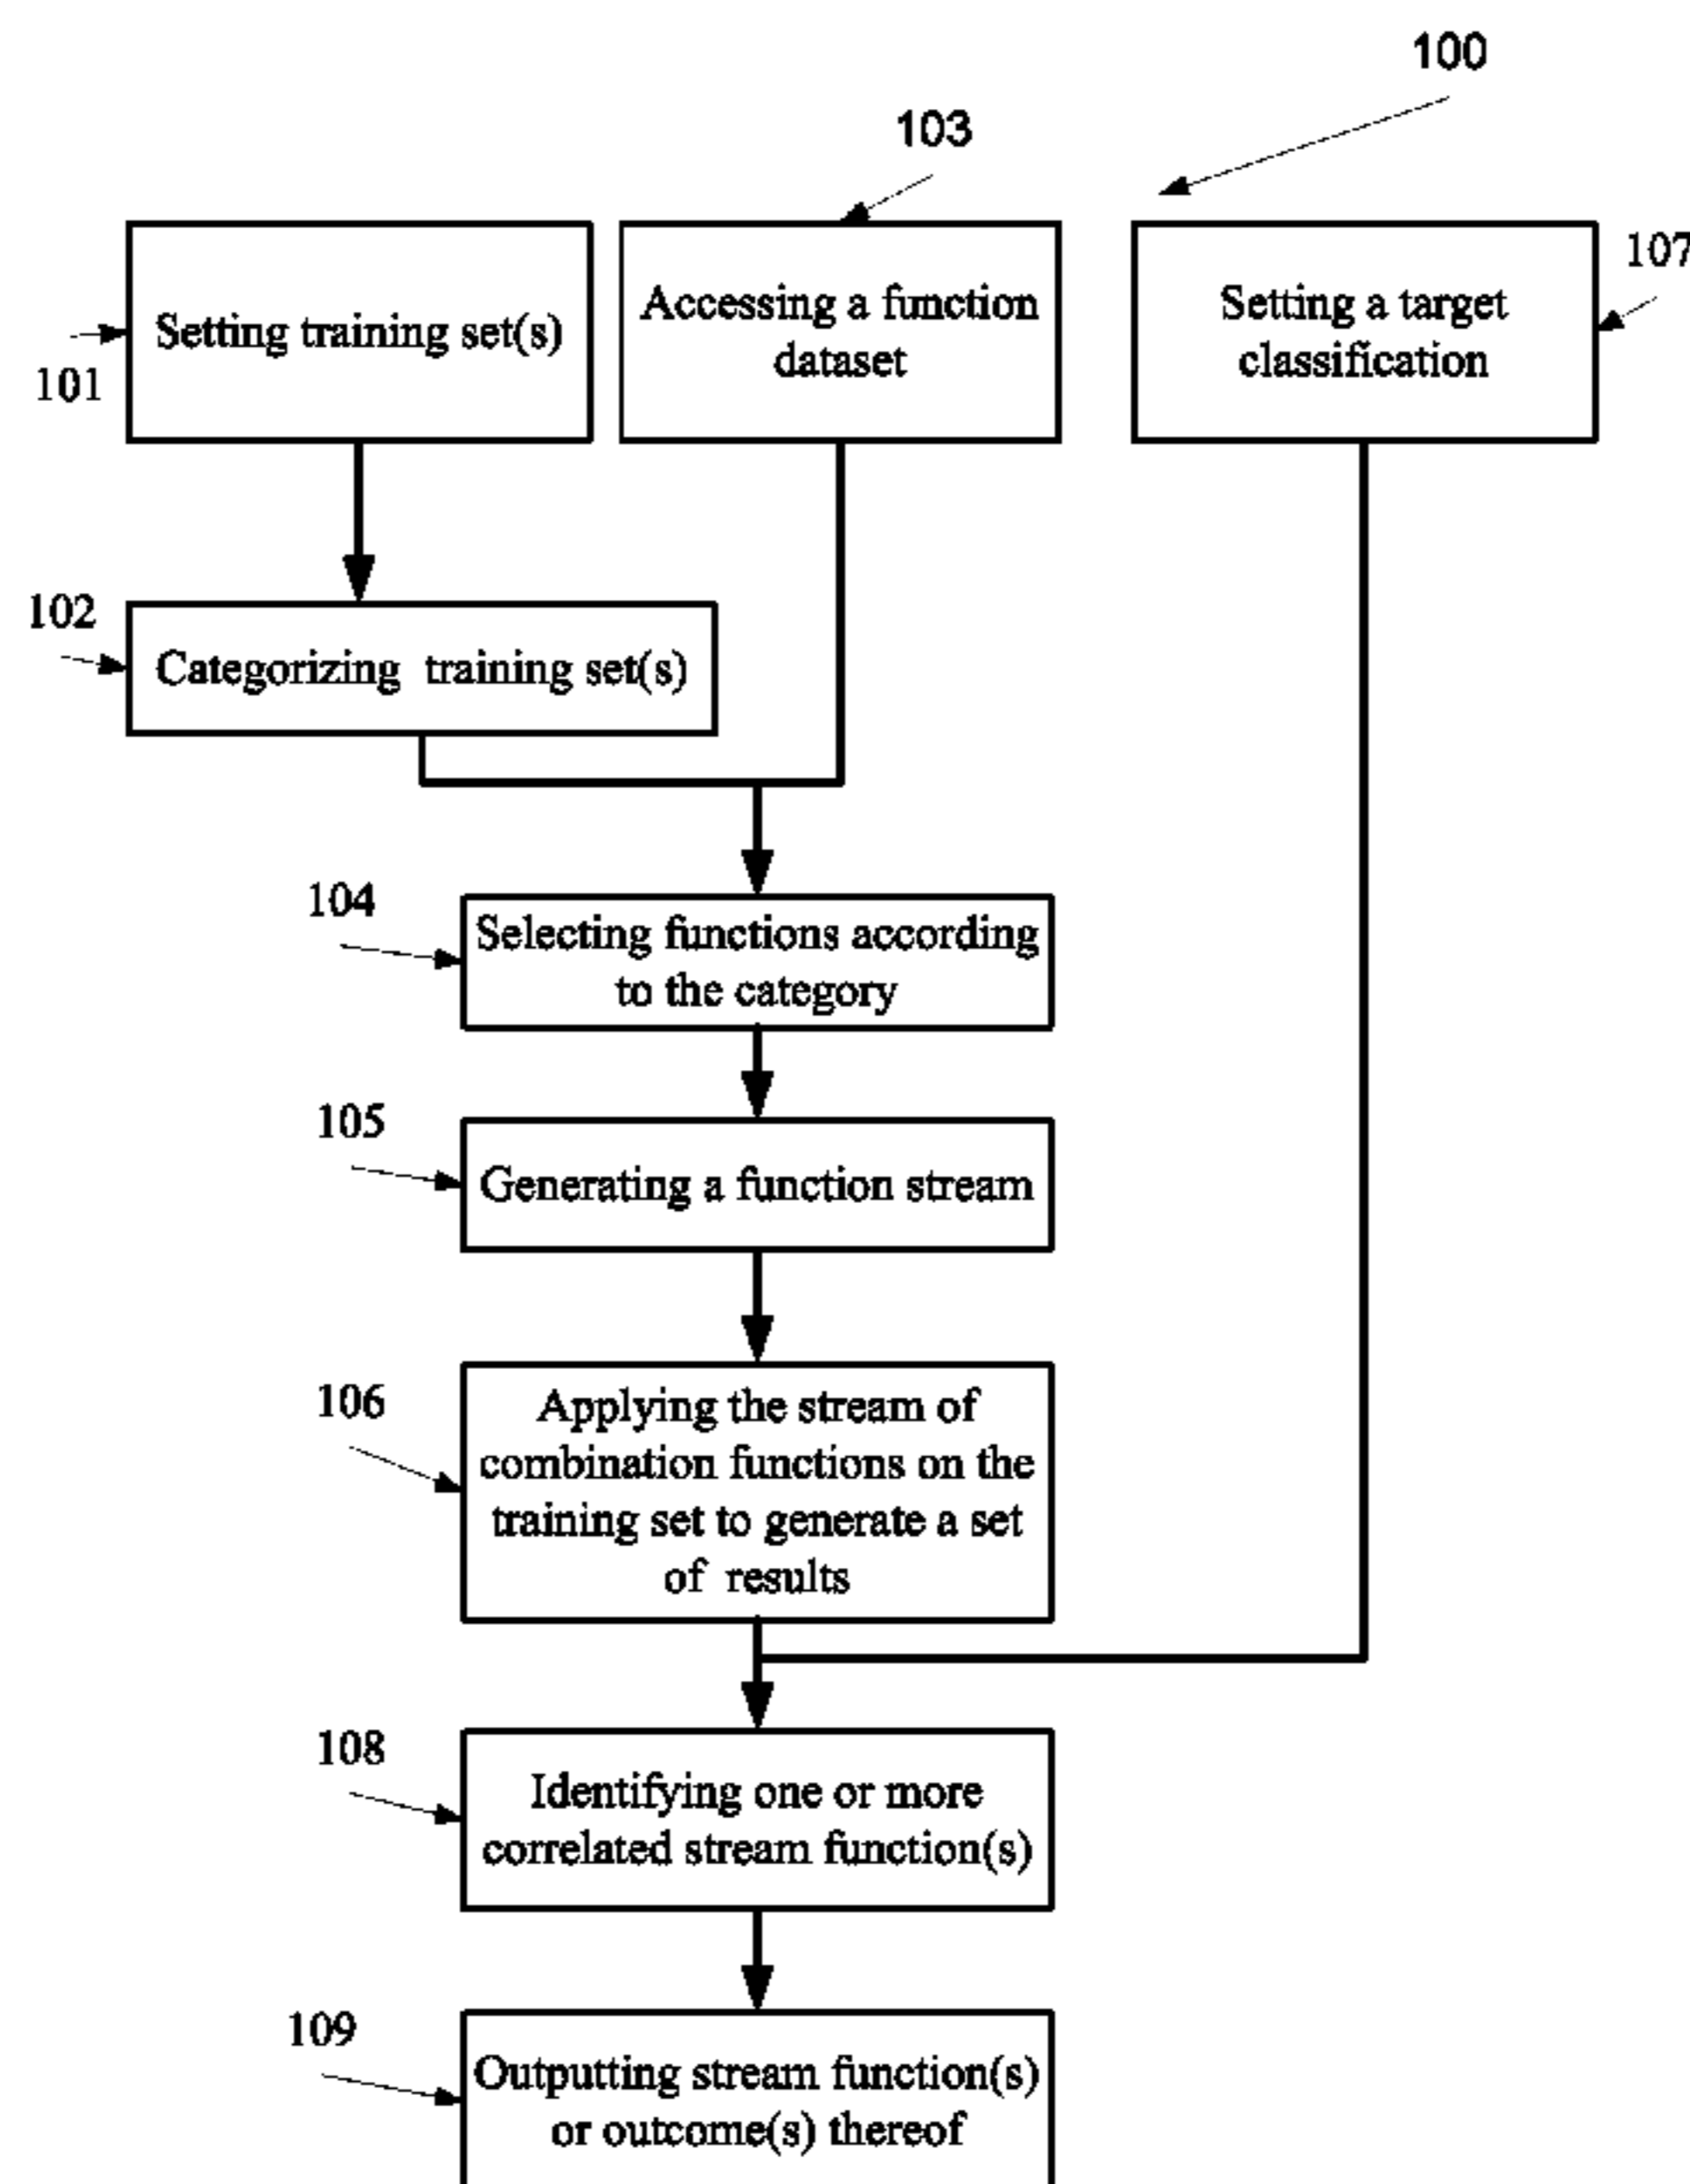 100
103
107
Setting training set(s)
Accessing a function
dataset
Setting a target
classification
101
102
Categorizing training set(s)
104
Selecting functions according
to the category
105
Generating a function stream
106
Applying the stream of
combination functions on the
training set to generate a set
of results
108
Identifying one or more
correlated stream function(s)
109
Outputting stream function(s)
or outcome(s) thereof